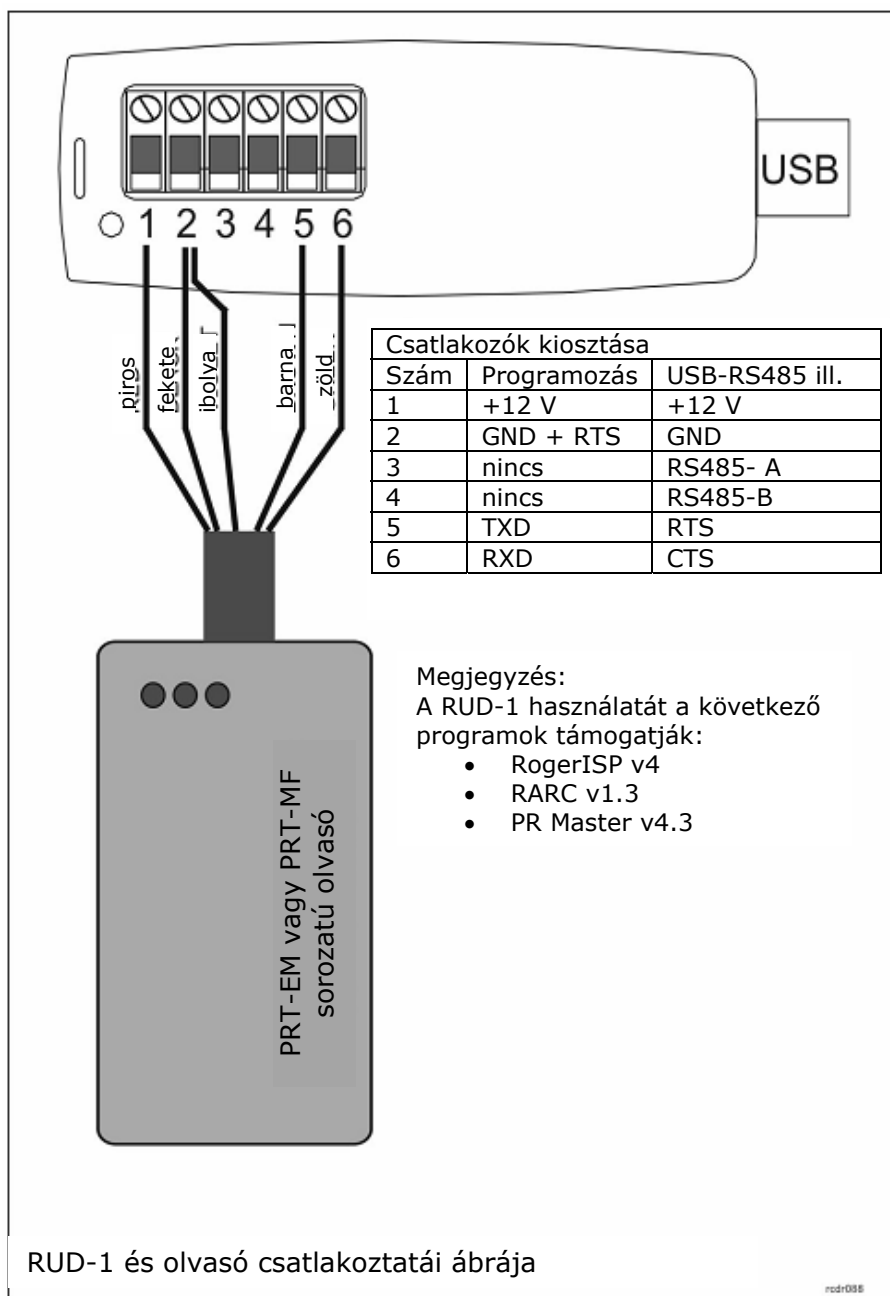 USB
1 2 3 4 5 6
piros
fekete
ibolya
barna
zöld
Csatlakozók kiosztása
Szám Programozás USB-RS485 ill.
1 +12 V +12 V
2 GND + RTS GND
3 nincs RS485- A
4 nincs RS485-B
5 TXD RTS
6 RXD CTS
Megjegyzés:
A RUD-1 használatát a következő
programok támogatják:
• RogerISP v4
• RARC v1.3
• PR Master v4.3
PRT-EM vagy PRT-MF
sorozatú olvasó
RUD-1 és olvasó csatlakoztatái ábrája
rcdr088